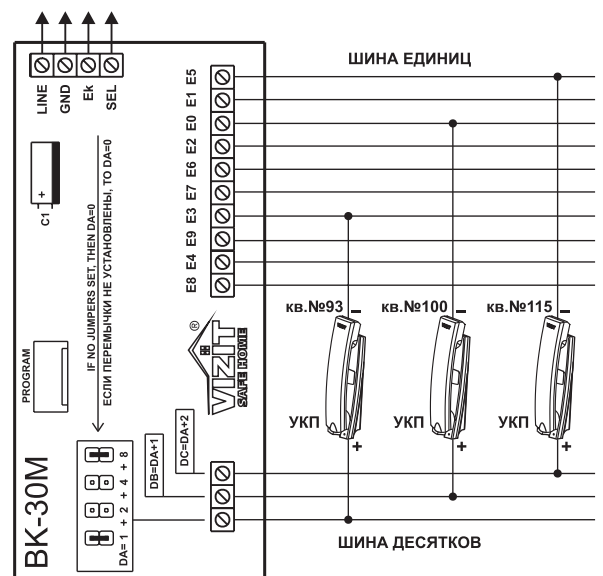 LINE
GND
Ek
SEL
C1
+
IF NO JUMPERS SET, THEN DA=0
ЕСЛИ ПЕРЕМЫЧКИ НЕ УСТАНОВЛЕНЫ, ТО DA=0
PROGRAM
BK-30M
DA= 1 + 2 + 4 + 8
DB=DA+1
DC=DA+2
®
VIZIT
SAFE HOME
E5
E1
E0
E2
E6
E7
E3
E9
E4
E8
ШИНА ЕДИНИЦ
кв.№93 –
кв.№100 –
кв.№115 –
УКП
УКП
УКП
+
+
+
ШИНА ДЕСЯТКОВ